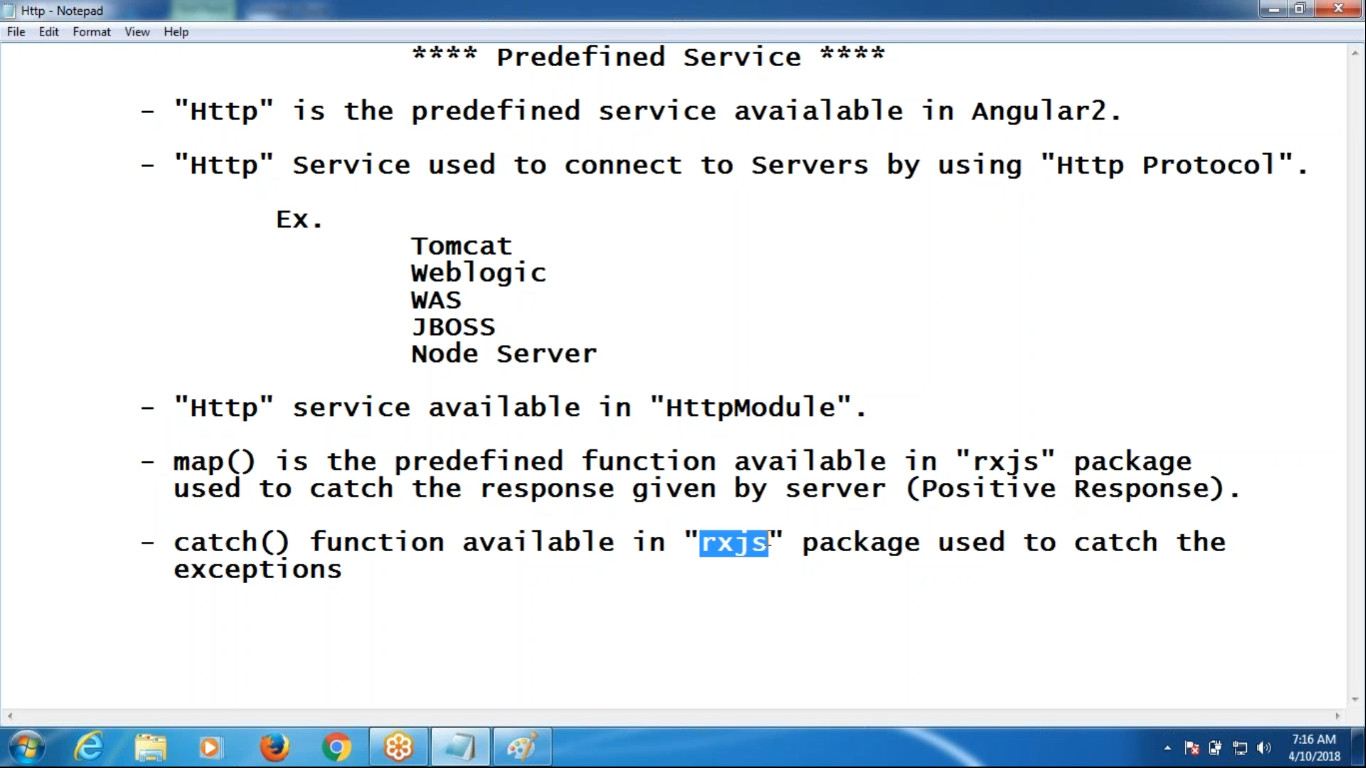 Http - Notepad
File Edit Format View Help
**** Predefined Service ****
- "Http" is the predefined service avaialable in Angular2.
- "Http" Service used to connect to Servers by using "Http Protocol".
Ex.
Tomcat
Weblogic
WAS
JBOSS
Node Server
- "Http" service available in "HttpModule".
- map() is the predefined function available in "rxjs" package
used to catch the response given by server (Positive Response).
- catch() function available in "rxjs" package used to catch the
exceptions
7:16 AM
4/10/2018